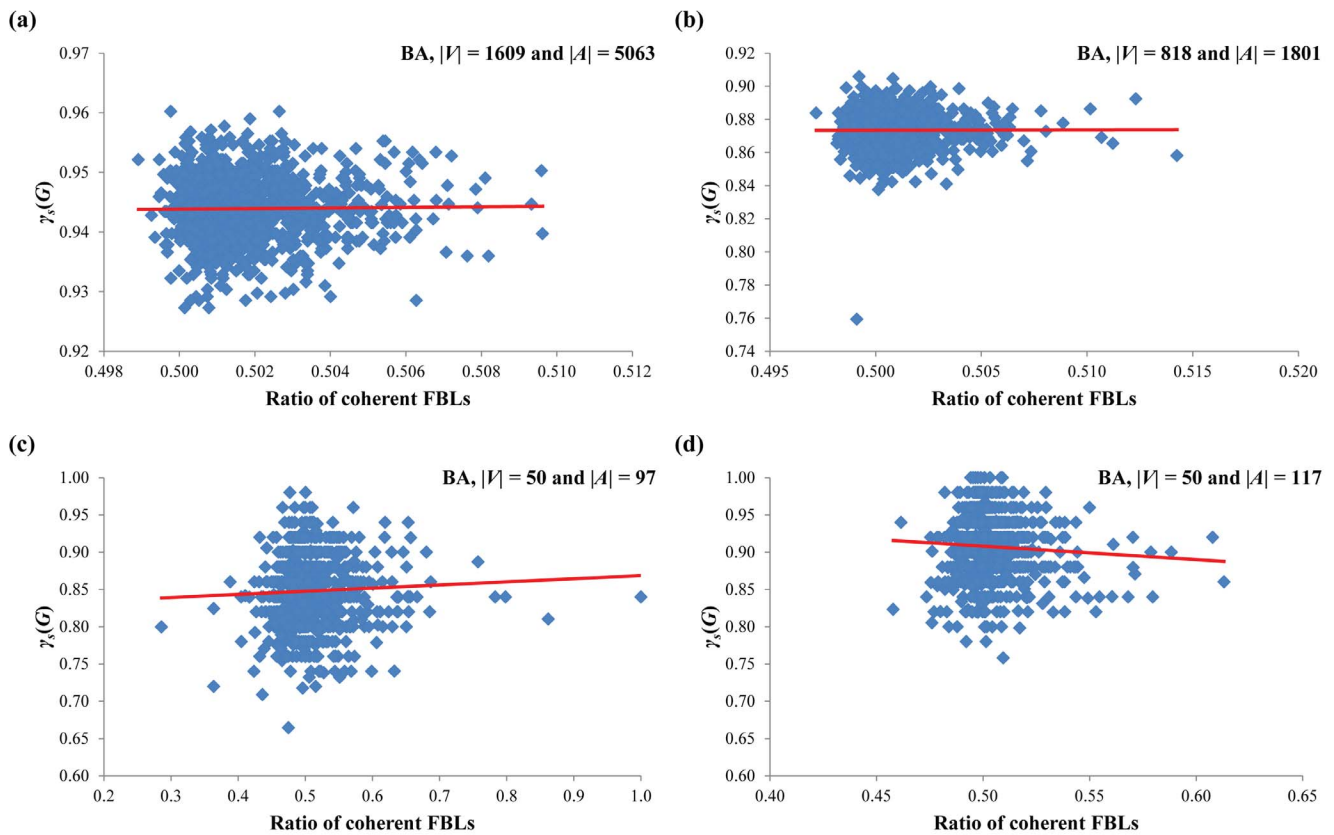 (a)
BA, |V| = 1609 and |A| = 5063
0.97
0.96
0.95
0.94
0.93
0.92
γs(G)
0.498 0.500 0.502 0.504 0.506 0.508 0.510 0.512
Ratio of coherent FBLs
(b)
BA, |V| = 818 and |A| = 1801
0.92
0.90
0.88
0.86
0.84
0.82
0.80
0.78
0.76
0.74
γs(G)
0.495 0.500 0.505 0.510 0.515 0.520
Ratio of coherent FBLs
(c)
BA, |V| = 50 and |A| = 97
1.00
0.95
0.90
0.85
0.80
0.75
0.70
0.65
0.60
γs(G)
0.2 0.3 0.4 0.5 0.6 0.7 0.8 0.9 1.0
Ratio of coherent FBLs
(d)
BA, |V| = 50 and |A| = 117
1.00
0.95
0.90
0.85
0.80
0.75
0.70
0.65
0.60
γs(G)
0.40 0.45 0.50 0.55 0.60 0.65
Ratio of coherent FBLs